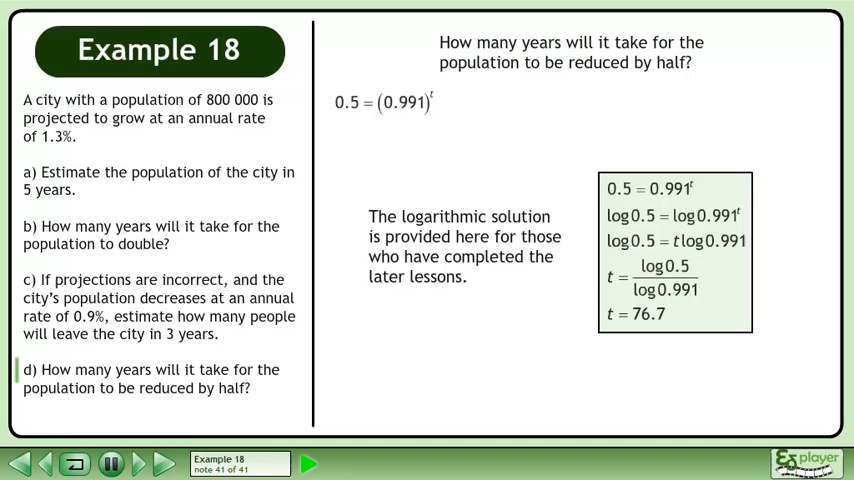 Example 18
A city with a population of 800 000 is
projected to grow at an annual rate
of 1.3%.
a) Estimate the population of the city in
5 years.
b) How many years will it take for the
population to double?
c) If projections are incorrect, and the
city's population decreases at an annual
rate of 0.9%, estimate how many people
will leave the city in 3 years.
d) How many years will it take for the
population to be reduced by half?
How many years will it take for the
population to be reduced by half?
0.5 = (0.991)^t
The logarithmic solution
is provided here for those
who have completed the
later lessons.
0.5 = 0.991^t
log 0.5 = log 0.991^t
log 0.5 = t log 0.991
t = log 0.5 / log 0.991
t = 76.7
Example 18
note 41 of 41
player